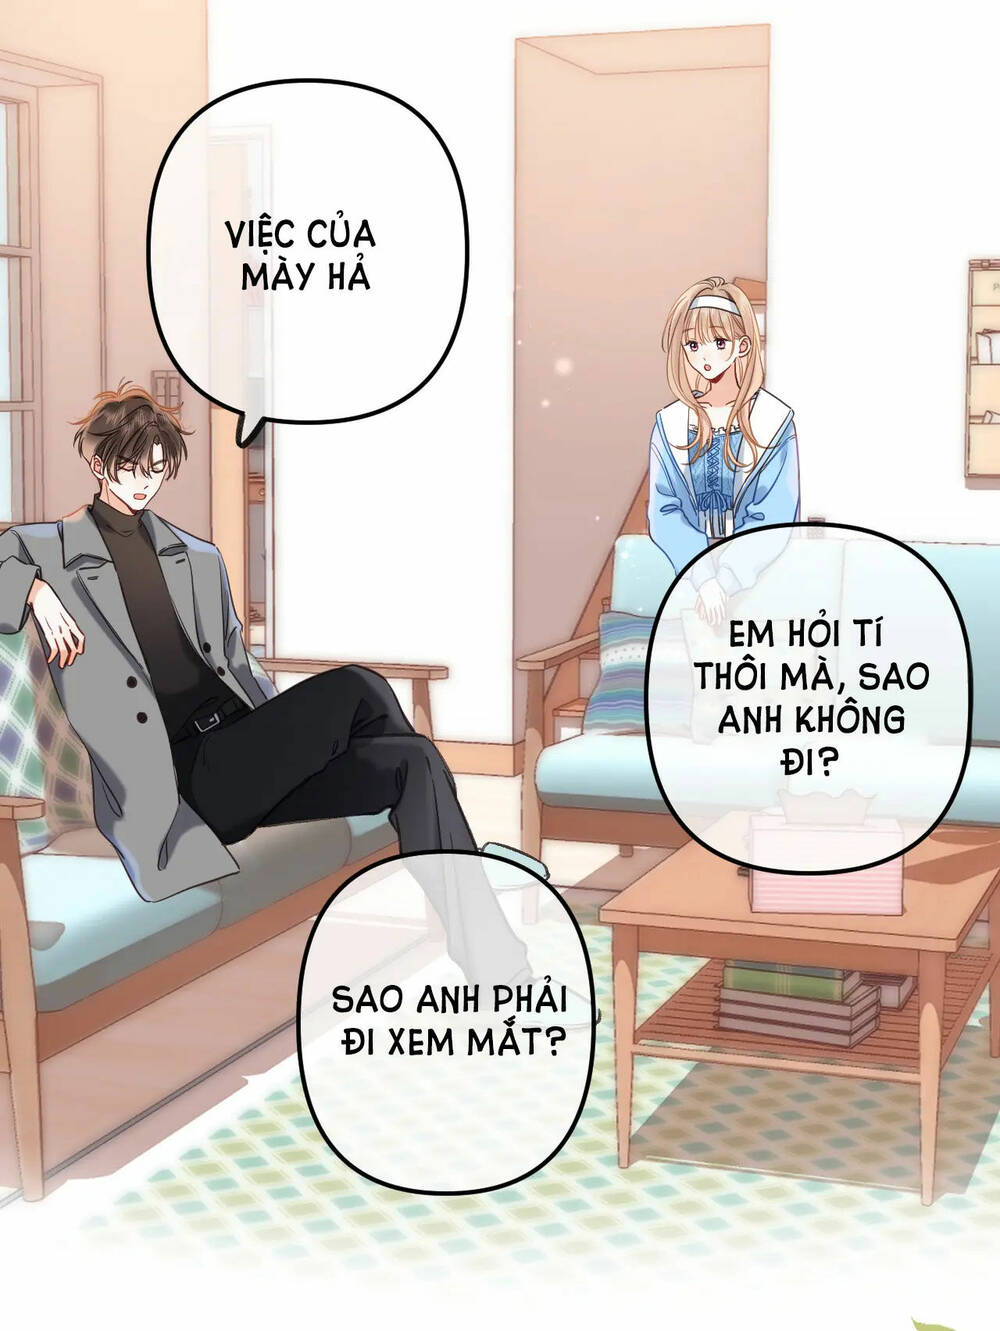 VIỆC CỦA
MÀY HẢ
EM HỎI TÍ
THÔI MÀ, SAO
ANH KHÔNG
ĐI?
SAO ANH PHẢI
ĐI XEM MẮT?